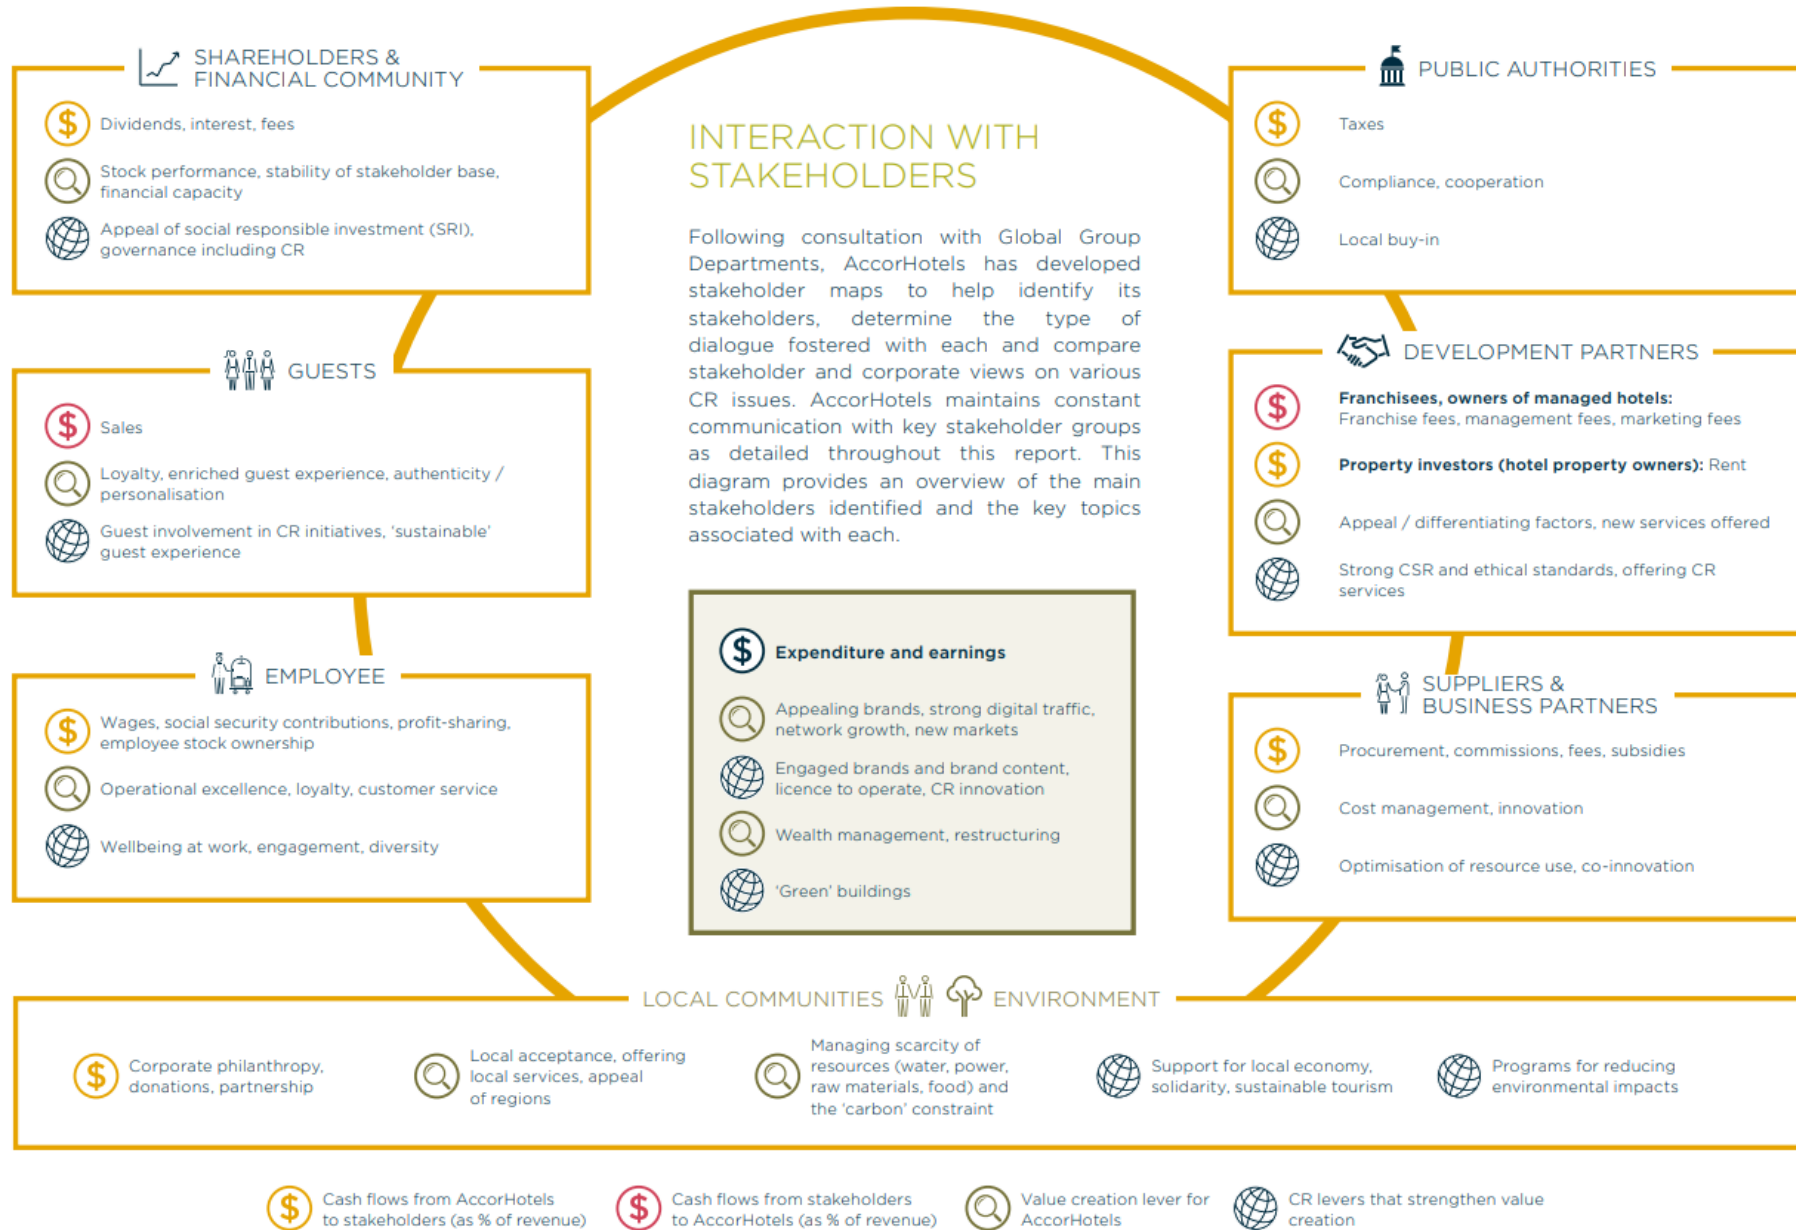 SHAREHOLDERS &
FINANCIAL COMMUNITY
Dividends, interest, fees
Stock performance, stability of stakeholder base,
financial capacity
Appeal of social responsible investment (SRI),
governance including CR
GUESTS
Sales
Loyalty, enriched guest experience, authenticity /
personalisation
Guest involvement in CR initiatives, 'sustainable'
guest experience
EMPLOYEE
Wages, social security contributions, profit-sharing,
employee stock ownership
Operational excellence, loyalty, customer service
Wellbeing at work, engagement, diversity
INTERACTION WITH
STAKEHOLDERS
Following consultation with Global Group
Departments, AccorHotels has developed
stakeholder maps to help identify its
stakeholders, determine the type of
dialogue fostered with each and compare
stakeholder and corporate views on various
CR issues. AccorHotels maintains constant
communication with key stakeholder groups
as detailed throughout this report. This
diagram provides an overview of the main
stakeholders identified and the key topics
associated with each.
$ Expenditure and earnings
Appealing brands, strong digital traffic,
network growth, new markets
Engaged brands and brand content,
licence to operate, CR innovation
Wealth management, restructuring
'Green' buildings
PUBLIC AUTHORITIES
Taxes
Compliance, cooperation
Local buy-in
DEVELOPMENT PARTNERS
Franchisees, owners of managed hotels:
Franchise fees, management fees, marketing fees
Property investors (hotel property owners): Rent
Appeal / differentiating factors, new services offered
Strong CSR and ethical standards, offering CR
services
SUPPLIERS &
BUSINESS PARTNERS
Procurement, commissions, fees, subsidies
Cost management, innovation
Optimisation of resource use, co-innovation
LOCAL COMMUNITIES ENVIRONMENT
Corporate philanthropy,
donations, partnership
Local acceptance, offering
local services, appeal
of regions
Managing scarcity of
resources (water, power,
raw materials, food) and
the 'carbon' constraint
Support for local economy,
solidarity, sustainable tourism
Programs for reducing
environmental impacts
Cash flows from AccorHotels
to stakeholders (as % of revenue)
Cash flows from stakeholders
to AccorHotels (as % of revenue)
Value creation lever for
AccorHotels
CR levers that strengthen value
creation